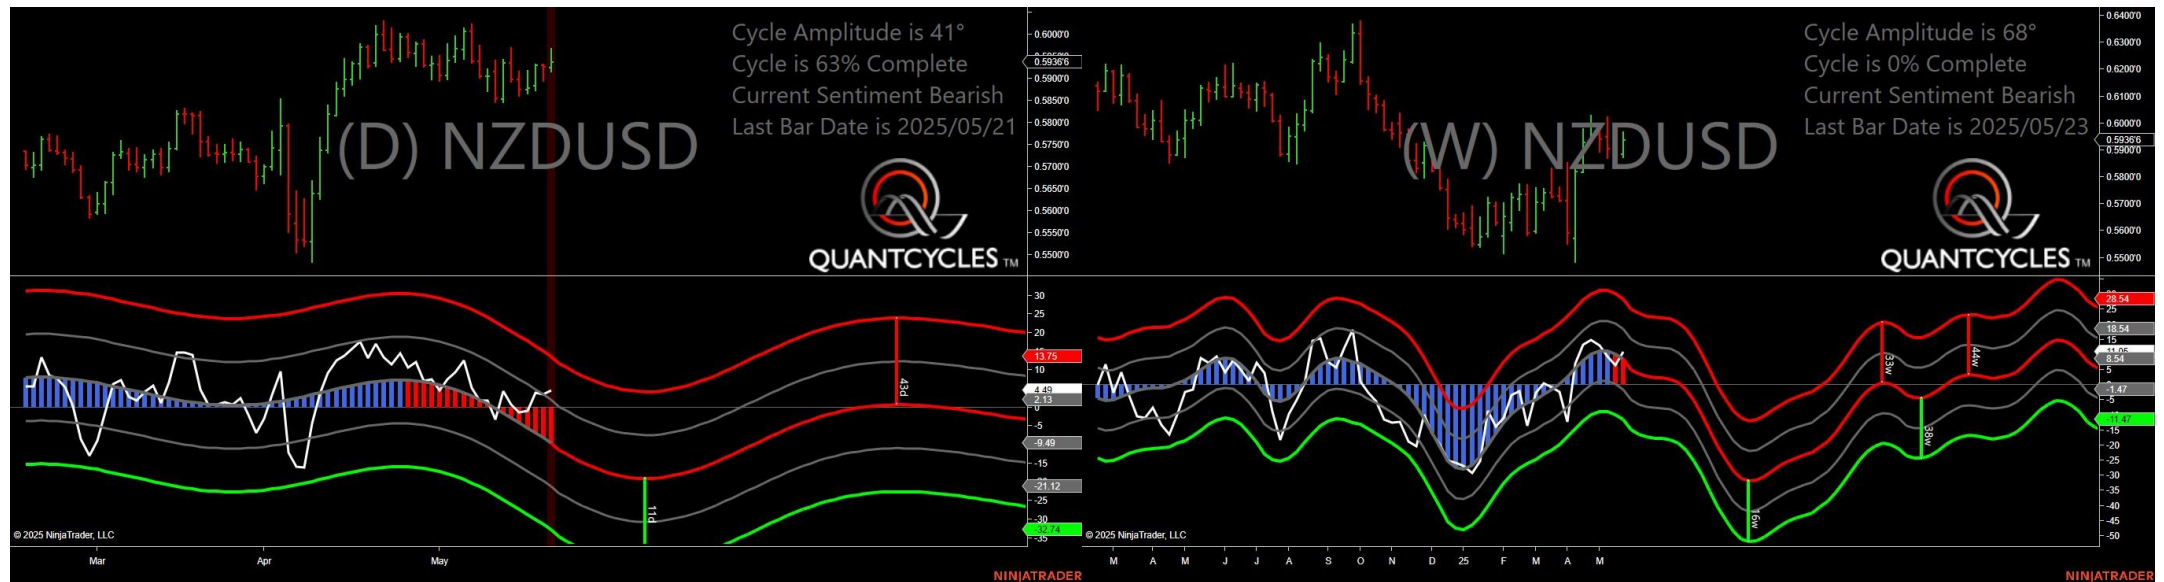 Cycle Amplitude is 41°
Cycle is 63% Complete
Current Sentiment Bearish
Last Bar Date is 2025/05/21
(D) NZDUSD
QUANTCYCLES TM
0.6000'0
0.5936'6
0.5900'0
0.5850'0
0.5800'0
0.5750'0
0.5700'0
0.5650'0
0.5600'0
0.5550'0
0.5500'0
30
25
20
13.75
10
4.49
2.13
0
-5
-9.49
-15
-21.12
-25
-30
-32.74
-35
43d
11d
© 2025 NinjaTrader, LLC
Mar Apr May
NINJATRADER
Cycle Amplitude is 68°
Cycle is 0% Complete
Current Sentiment Bearish
Last Bar Date is 2025/05/23
(W) NZDUSD
QUANTCYCLES TM
0.6400'0
0.6300'0
0.6200'0
0.6100'0
0.6000'0
0.5936'6
0.5900'0
0.5800'0
0.5700'0
0.5600'0
0.5500'0
28.54
25
18.54
15
8.54
5
-1.47
-5
-11.47
-15
-20
-25
-30
-35
-40
-45
-50
33w
44w
38w
16w
© 2025 NinjaTrader, LLC
M A M J J A S O N D 25 F M A M
NINJATRADER